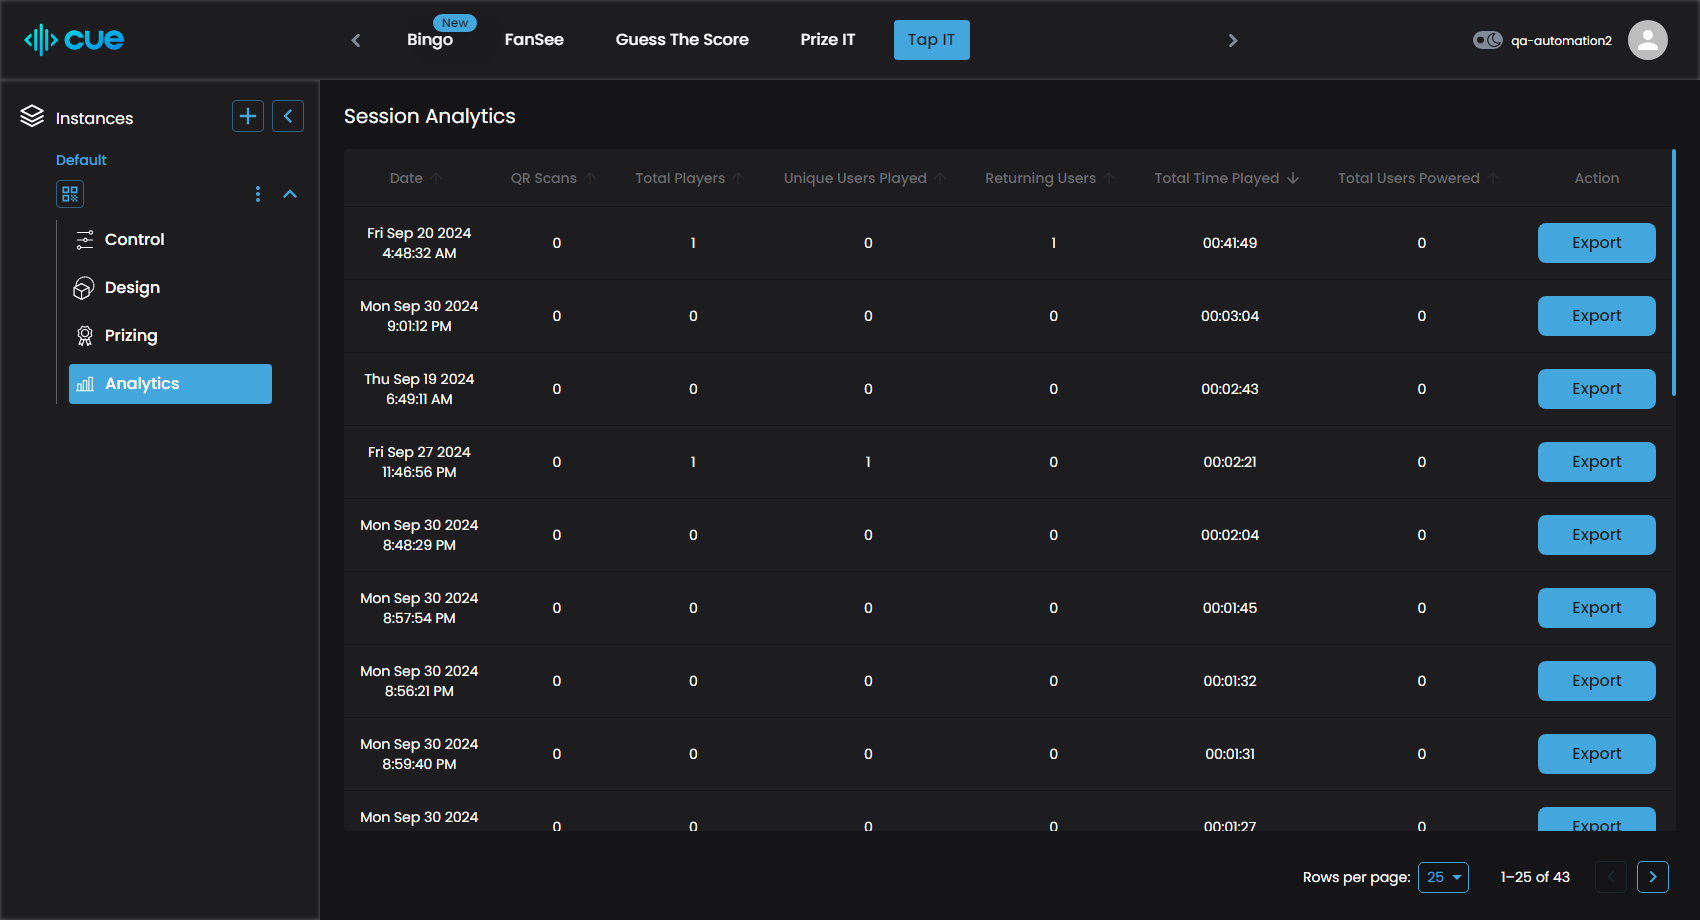 cue
New
Bingo
FanSee
Guess The Score
Prize IT
Tap IT
qa-automation2
Instances
Default
Control
Design
Prizing
Analytics
Session Analytics
Date QR Scans Total Players Unique Users Played Returning Users Total Time Played Total Users Powered Action
Fri Sep 20 2024
4:48:32 AM
0 1 0 1 00:41:49 0 Export
Mon Sep 30 2024
9:01:12 PM
0 0 0 0 00:03:04 0 Export
Thu Sep 19 2024
6:49:11 AM
0 0 0 0 00:02:43 0 Export
Fri Sep 27 2024
11:46:56 PM
0 1 1 0 00:02:21 0 Export
Mon Sep 30 2024
8:48:29 PM
0 0 0 0 00:02:04 0 Export
Mon Sep 30 2024
8:57:54 PM
0 0 0 0 00:01:45 0 Export
Mon Sep 30 2024
8:56:21 PM
0 0 0 0 00:01:32 0 Export
Mon Sep 30 2024
8:59:40 PM
0 0 0 0 00:01:31 0 Export
Mon Sep 30 2024
0 0 0 0 00:01:27 0 Export
Rows per page: 25 1–25 of 43